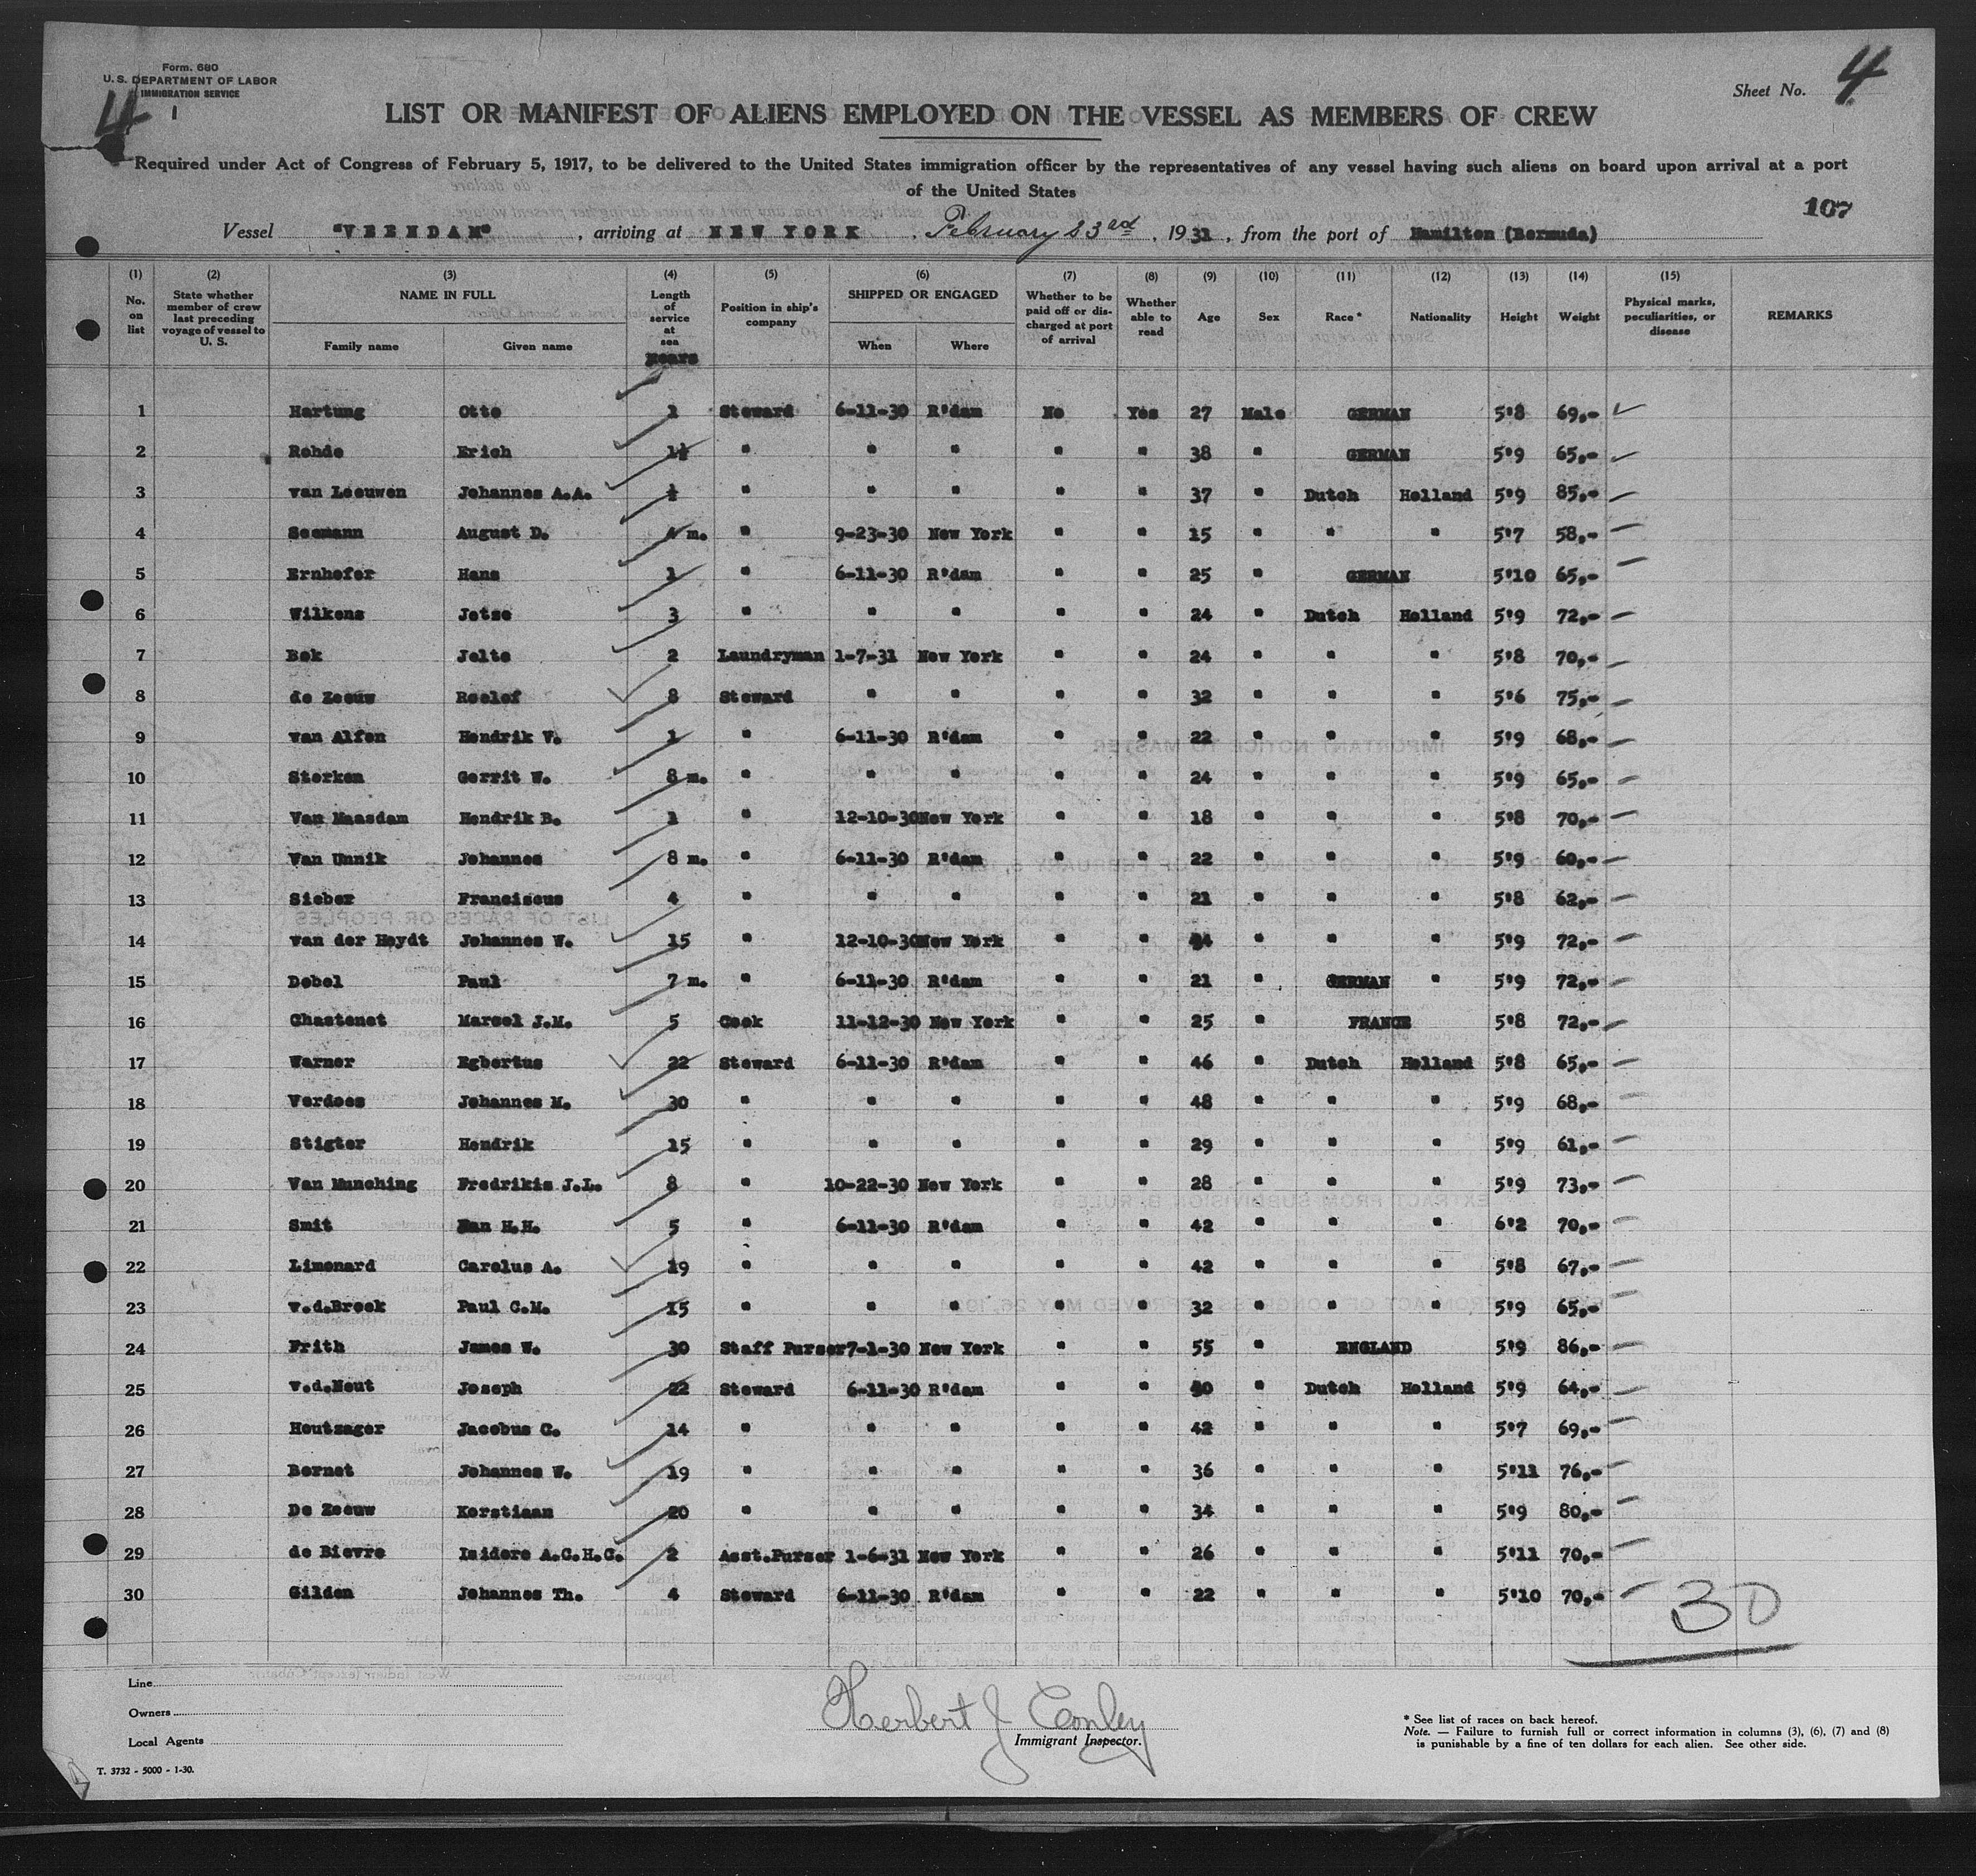 Form. 680
U. S. DEPARTMENT OF LABOR
IMMIGRATION SERVICE
4
1
Sheet No. 4
LIST OR MANIFEST OF ALIENS EMPLOYED ON THE VESSEL AS MEMBERS OF CREW
Required under Act of Congress of February 5, 1917, to be delivered to the United States immigration officer by the representatives of any vessel having such aliens on board upon arrival at a port
of the United States
107
Vessel "VEENDAM", arriving at NEW YORK, February 23rd, 1931, from the port of Hamilton (Bermuda)
(1) (2) (3) (4) (5) (6) (7) (8) (9) (10) (11) (12) (13) (14) (15)
No. on list | State whether member of crew last preceding voyage of vessel to U. S. | NAME IN FULL | Family name | Given name | Length of service at sea | Years | Position in ship's company | SHIPPED OR ENGAGED | When | Where | Whether to be paid off or discharged at port of arrival | Whether able to read | Age | Sex | Race* | Nationality | Height | Weight | Physical marks, peculiarities, or disease | REMARKS
1 Hartung Otto 1 Steward 6-11-30 R'dam No Yes 27 Male GERMAN 5'8 69,-
2 Rohde Erich 1½ " " " " " 38 " GERMAN 5'9 65,-
3 van Leeuwen Johannes A.A. ½ " " " " " 37 " Dutch Holland 5'9 85,-
4 Seemann August D. 4 m. " 9-23-30 New York " " 15 " " " 5'7 58,-
5 Ernhofer Hans 1 " 6-11-30 R'dam " " 25 " GERMAN 5'10 65,-
6 Wilkens Jetse 3 " " " " " 24 " Dutch Holland 5'9 72,-
7 Bok Jelte 2 Laundryman 1-7-31 New York " " 24 " " " 5'8 70,-
8 de Zeeuw Roelof 8 Steward " " " " 32 " " " 5'6 75,-
9 van Alfen Hendrik V. 1 " 6-11-30 R'dam " " 22 " " " 5'9 68,-
10 Sterken Gerrit W. 8 m. " " " " " 24 " " " 5'9 65,-
11 Van Maasdam Hendrik B. 1 " 12-10-30 New York " " 18 " " " 5'8 70,-
12 Van Unnik Johannes 8 m. " 6-11-30 R'dam " " 22 " " " 5'9 60,-
13 Sieber Franciscus 4 " " " " " 21 " " " 5'8 62,-
14 van der Heydt Johannes W. 15 " 12-10-30 New York " " " " " 5'9 72,-
15 Dobel Paul 7 m. " 6-11-30 R'dam " " 21 " GERMAN " 5'9 72,-
16 Chastenet Marcel J.M. 5 Cook 11-12-30 New York " " 25 " FRANCE 5'8 72,-
17 Warner Egbertus 22 Steward 6-11-30 R'dam " " 46 " Dutch Holland 5'8 65,-
18 Verdoes Johannes M. 30 " " " " " 48 " " " 5'9 68,-
19 Stigter Hendrik 15 " " " " " 29 " " " 5'9 61,-
20 Van Munching Fredrikis J.L. 8 " 10-22-30 New York " " 28 " " " 5'9 73,-
21 Smit H.H. 5 " 6-11-30 R'dam " " 42 " " " 6'2 70,-
22 Limonard Carolus A. 19 " " " " " 42 " " " 5'8 67,-
23 v.d.Broek Paul C.M. 15 " " " " " 32 " " " 5'9 65,-
24 Frith James W. 30 Staff Purser 7-1-30 New York " " 55 " ENGLAND 5'9 86,-
25 v.d.Hout Joseph 22 Steward 6-11-30 R'dam " " " Dutch Holland 5'9 64,-
26 Houtzager Jacobus C. 14 " " " " " 42 " " " 5'7 69,-
27 Bernet Johannes W. 19 " " " " " 36 " " " 5'11 76,-
28 De Zeeuw Korstiaan 20 " " " " " 34 " " " 5'9 80,-
29 de Bievre Isidore A.C.H.C. 2 Asst.Purser 1-6-31 New York " " 26 " " " 5'11 70,-
30 Gilden Johannes Th. 4 Steward 6-11-30 R'dam " " 22 " " " 5'10 70,-
30
Line
Owners
Local Agents
Herbert J Conley
Immigrant Inspector.
* See list of races on back hereof.
Note. — Failure to furnish full or correct information in columns (3), (6), (7) and (8)
is punishable by a fine of ten dollars for each alien. See other side.
T. 3732 - 5000 - 1-30.